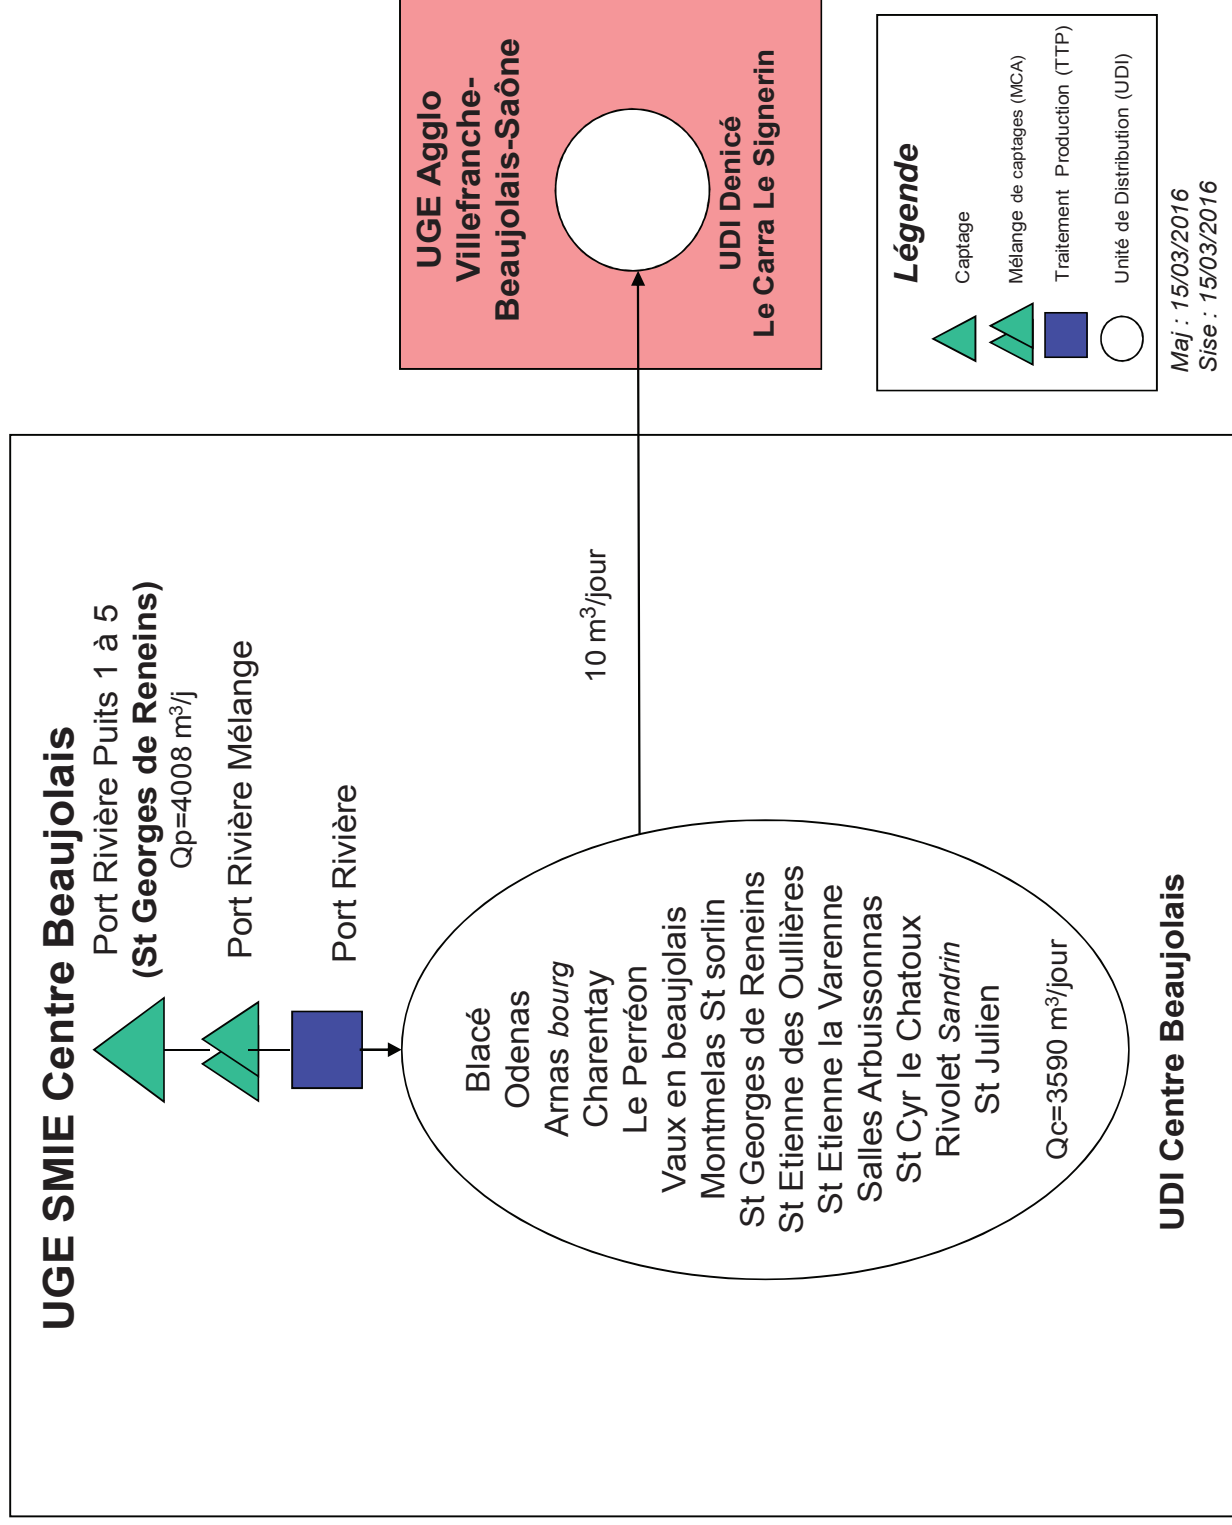 UGE SMIE Centre Beaujolais
Port Rivière Puits 1 à 5
(St Georges de Reneins)
Qp=4008 m³/j
Port Rivière Mélange
Port Rivière
Blacé
Odenas
Arnas bourg
Charentay
Le Perréon
Vaux en beaujolais
Montmelas St sorlin
St Georges de Reneins
St Etienne des Oullières
St Etienne la Varenne
Salles Arbuissonnas
St Cyr le Chatoux
Rivolet Sandrin
St Julien
Qc=3590 m³/jour
UDI Centre Beaujolais
10 m³/jour
UGE Agglo
Villefranche-
Beaujolais-Saône
UDI Denicé
Le Carra Le Signerin
Légende
Captage
Mélange de captages (MCA)
Traitement Production (TTP)
Unité de Distribution (UDI)
Maj : 15/03/2016
Sise : 15/03/2016